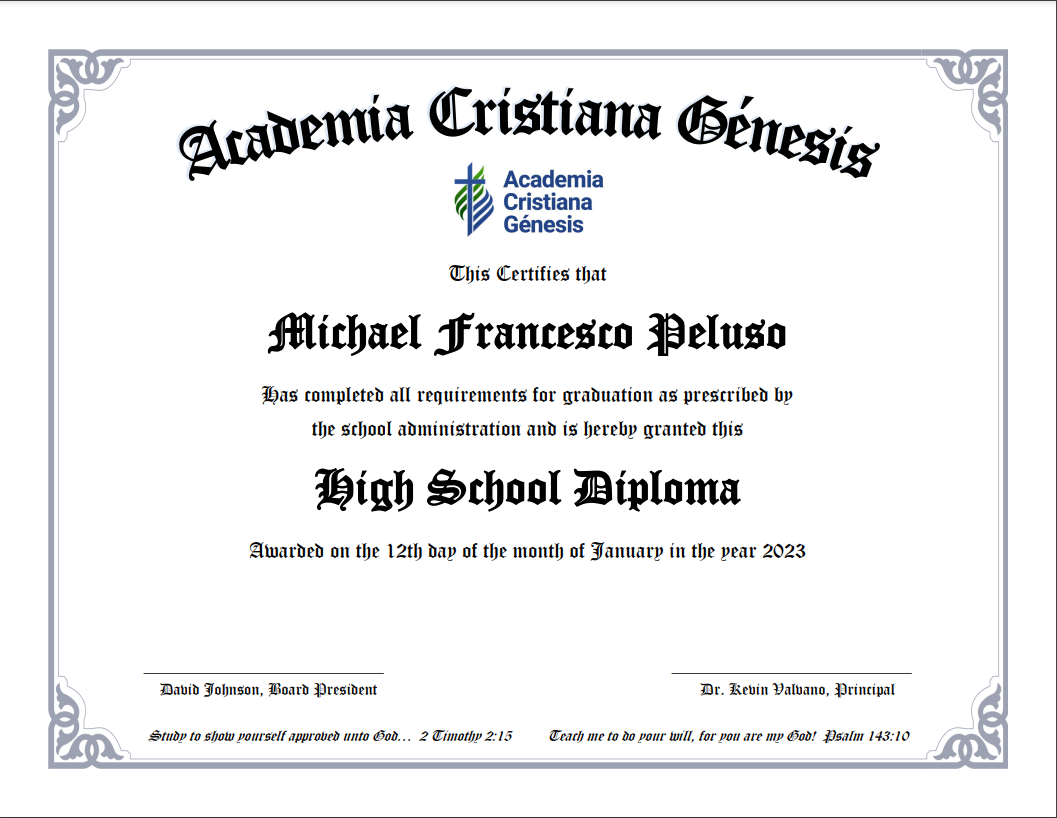 Academia Cristiana Génesis
Academia
Cristiana
Génesis
This Certifies that
Michael Francesco Peluso
Has completed all requirements for graduation as prescribed by
the school administration and is hereby granted this
High School Diploma
Awarded on the 12th day of the month of January in the year 2023
David Johnson, Board President
Dr. Kevin Valvano, Principal
Study to show yourself approved unto God... 2 Timothy 2:15
Teach me to do your will, for you are my God! Psalm 143:10